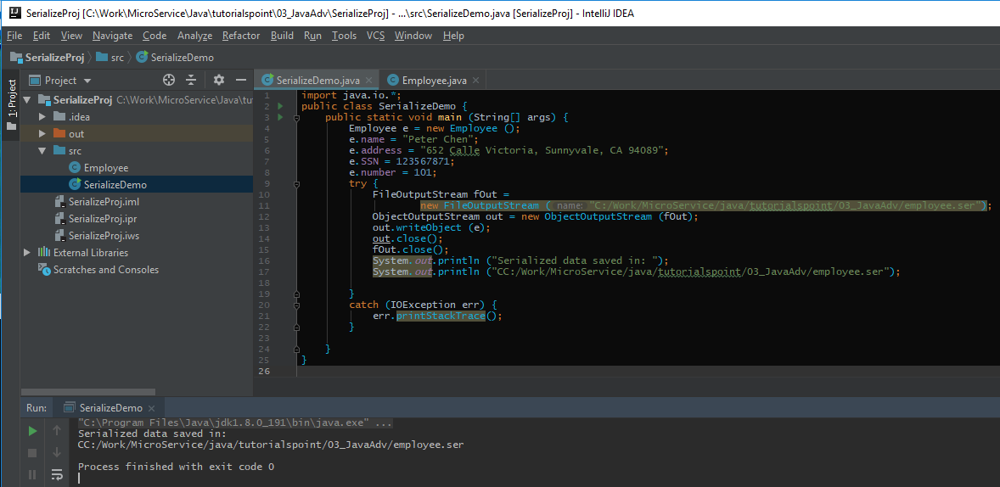 SerializeProj [C:\Work\MicroService\Java\tutorialspoint\03_JavaAdv\SerializeProj] - ...\src\SerializeDemo.java [SerializeProj] - IntelliJ IDEA
File Edit View Navigate Code Analyze Refactor Build Run Tools VCS Window Help
SerializeProj src SerializeDemo
1: Project
Project
SerializeProj C:\Work\MicroService\Java\tu
.idea
out
src
Employee
SerializeDemo
SerializeProj.iml
SerializeProj.ipr
SerializeProj.iws
External Libraries
Scratches and Consoles
SerializeDemo.java Employee.java
1 import java.io.*;
2 public class SerializeDemo {
3 public static void main (String[] args) {
4 Employee e = new Employee ();
5 e.name = "Peter Chen";
6 e.address = "652 Calle Victoria, Sunnyvale, CA 94089";
7 e.SSN = 123567871;
8 e.number = 101;
9 try {
10 FileOutputStream fOut =
11 new FileOutputStream ( name: "C:/Work/MicroService/java/tutorialspoint/03_JavaAdv/employee.ser");
12 ObjectOutputStream out = new ObjectOutputStream (fOut);
13 out.writeObject (e);
14 out.close();
15 fOut.close();
16 System.out.println ("Serialized data saved in: ");
17 System.out.println ("CC:/Work/MicroService/java/tutorialspoint/03_JavaAdv/employee.ser");
18
19 }
20 catch (IOException err) {
21 err.printStackTrace();
22 }
23
24 }
25 }
26
Run: SerializeDemo
"C:\Program Files\Java\jdk1.8.0_191\bin\java.exe" ...
Serialized data saved in:
CC:/Work/MicroService/java/tutorialspoint/03_JavaAdv/employee.ser
Process finished with exit code 0